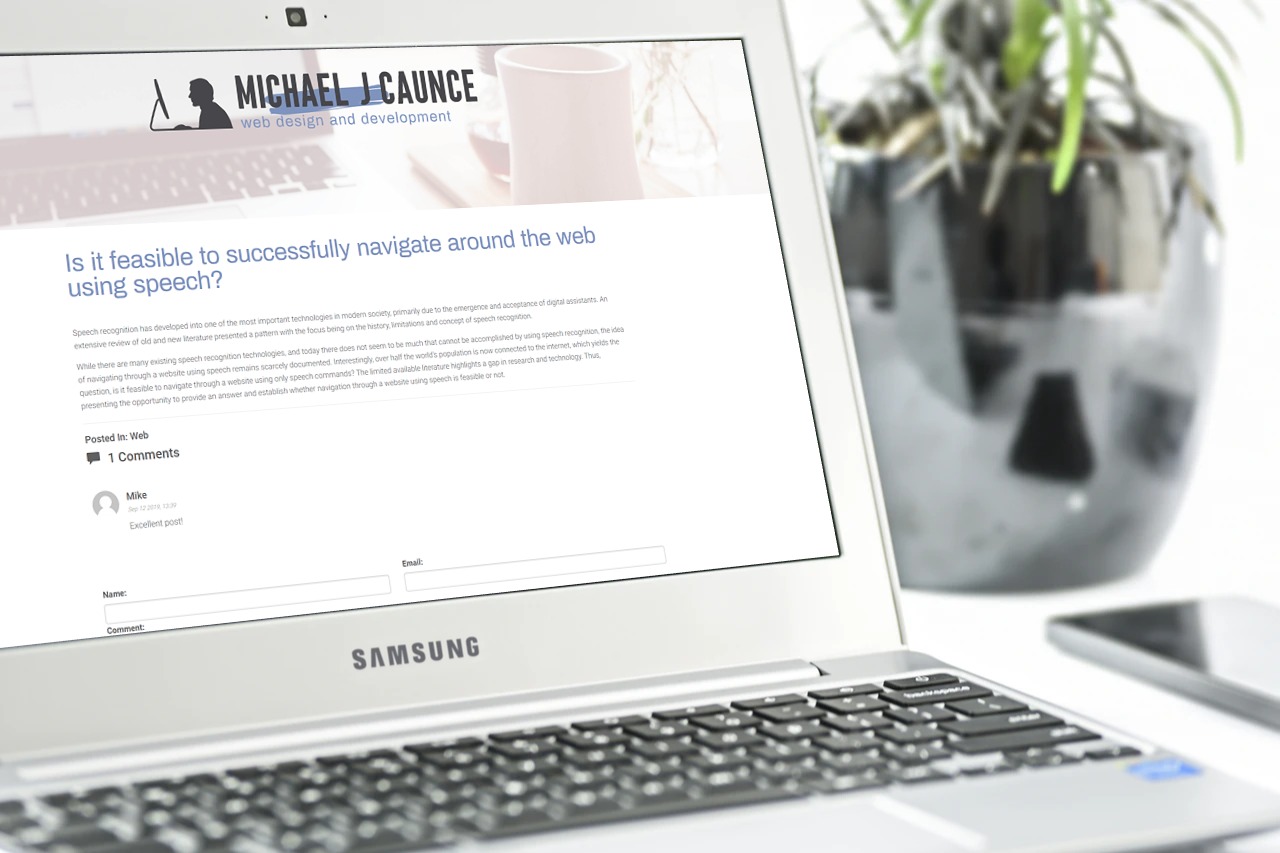 MICHAEL J CAUNCE
web design and development
Is it feasible to successfully navigate around the web
using speech?
Speech recognition has developed into one of the most important technologies in modern society, primarily due to the emergence and acceptance of digital assistants. An
extensive review of old and new literature presented a pattern with the focus being on the history, limitations and concept of speech recognition.
While there are many existing speech recognition technologies, and today there does not seem to be much that cannot be accomplished by using speech recognition, the idea
of navigating through a website using speech remains scarcely documented. Interestingly, over half the world's population is now connected to the internet, which yields the
question, is it feasible to navigate through a website using only speech commands? The limited available literature highlights a gap in research and technology. Thus,
presenting the opportunity to provide an answer and establish whether navigation through a website using speech is feasible or not.
Posted In: Web
1 Comments
Mike
Sep 12 2019, 13:39
Excellent post!
Name:
Email:
Comment:
SAMSUNG
backspace
enter